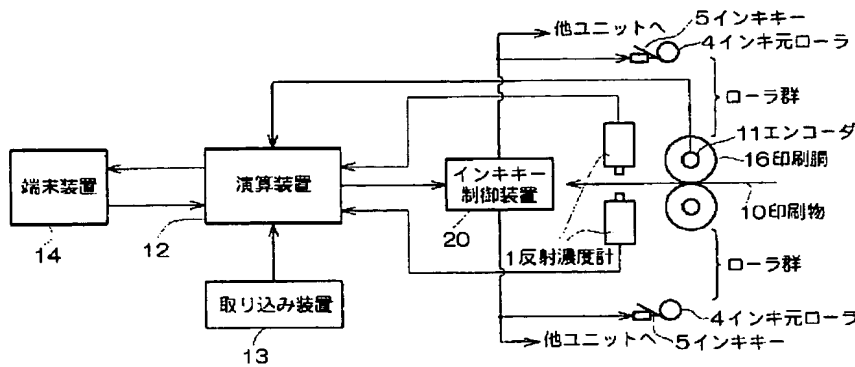 他ユニットへ
5インキキー
4インキ元ローラ
ローラ群
11エンコーダ
16印刷胴
端末装置
演算装置
インキキー
制御装置
14
12
20
10印刷物
1反射濃度計
ローラ群
取り込み装置
13
4インキ元ローラ
他ユニットへ
5インキキー